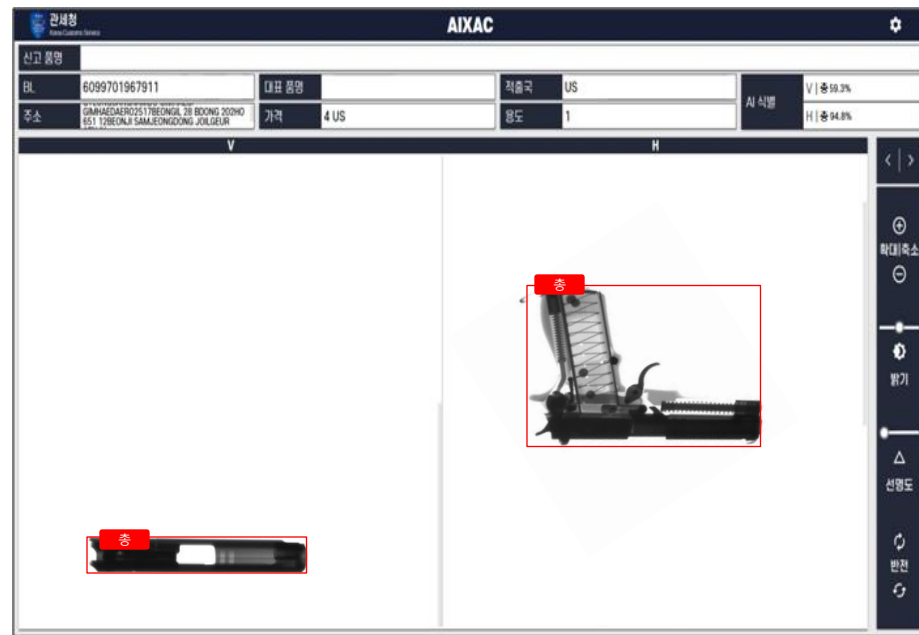 관세청
Korea Customs Service
AIXAC
신고 품명
BL
6099701967911
대표 품명
적출국
US
AI 식별
V | 총 59.3%
H | 총 94.8%
주소
GIMHAEDAERO2517BEONGIL 28 BDONG 202HO
651 12BEONJI SAMJEONGDONG JOILGEUR
가격
4 US
용도
1
V
H
< | >
총
총
확대|축소
밝기
선명도
반전